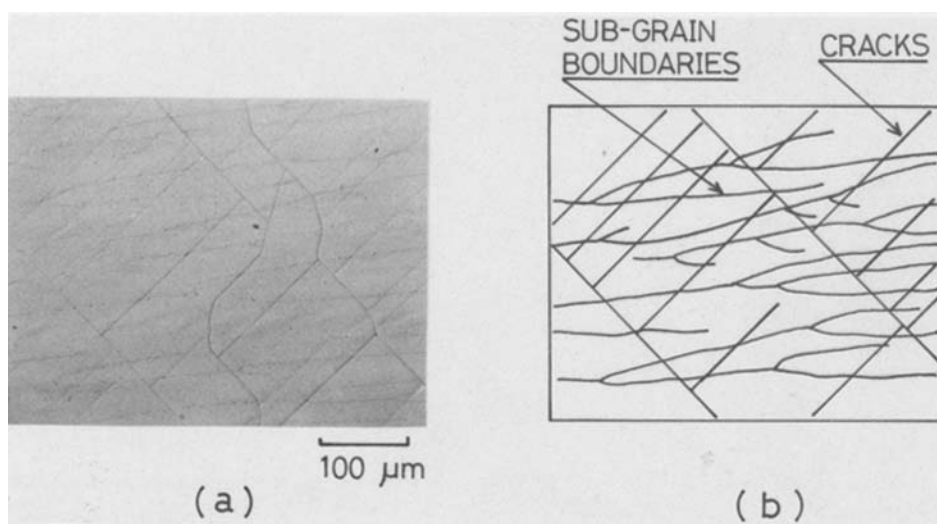 SUB-GRAIN
BOUNDARIES
CRACKS
100 μm
(a)
(b)